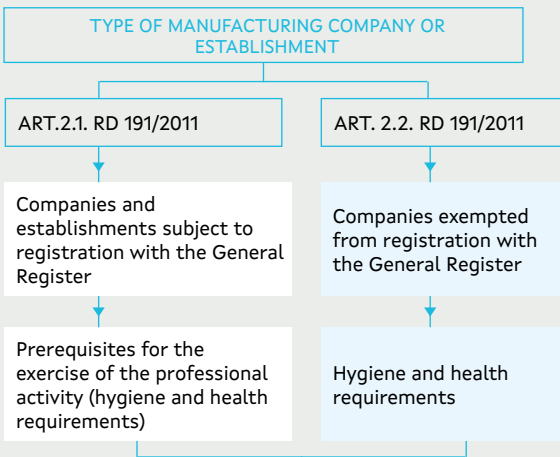 TYPE OF MANUFACTURING COMPANY OR
ESTABLISHMENT
ART.2.1. RD 191/2011
ART. 2.2. RD 191/2011
Companies and
establishments subject to
registration with the General
Register
Companies exempted
from registration with
the General Register
Prerequisites for the
exercise of the professional
activity (hygiene and health
requirements)
Hygiene and health
requirements